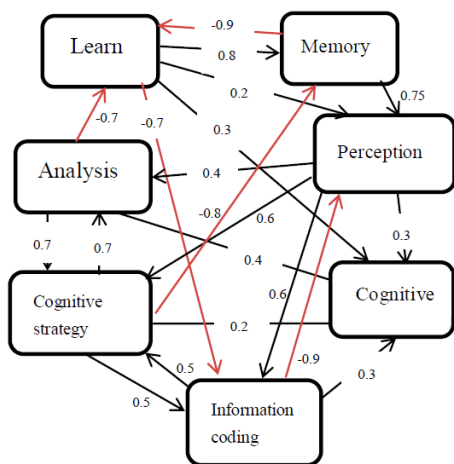 -0.9
Learn
Memory
0.8
0.2
0.75
-0.7
-0.7
0.3
Perception
Analysis
0.4
-0.8
0.6
0.7
0.7
0.4
0.3
Cognitive
strategy
Cognitive
0.6
0.2
-0.9
0.5
0.5
0.3
Information
coding